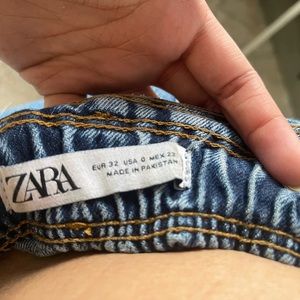 ZARA
EUR 32 USA 0 MEX 22
MADE IN PAKISTAN